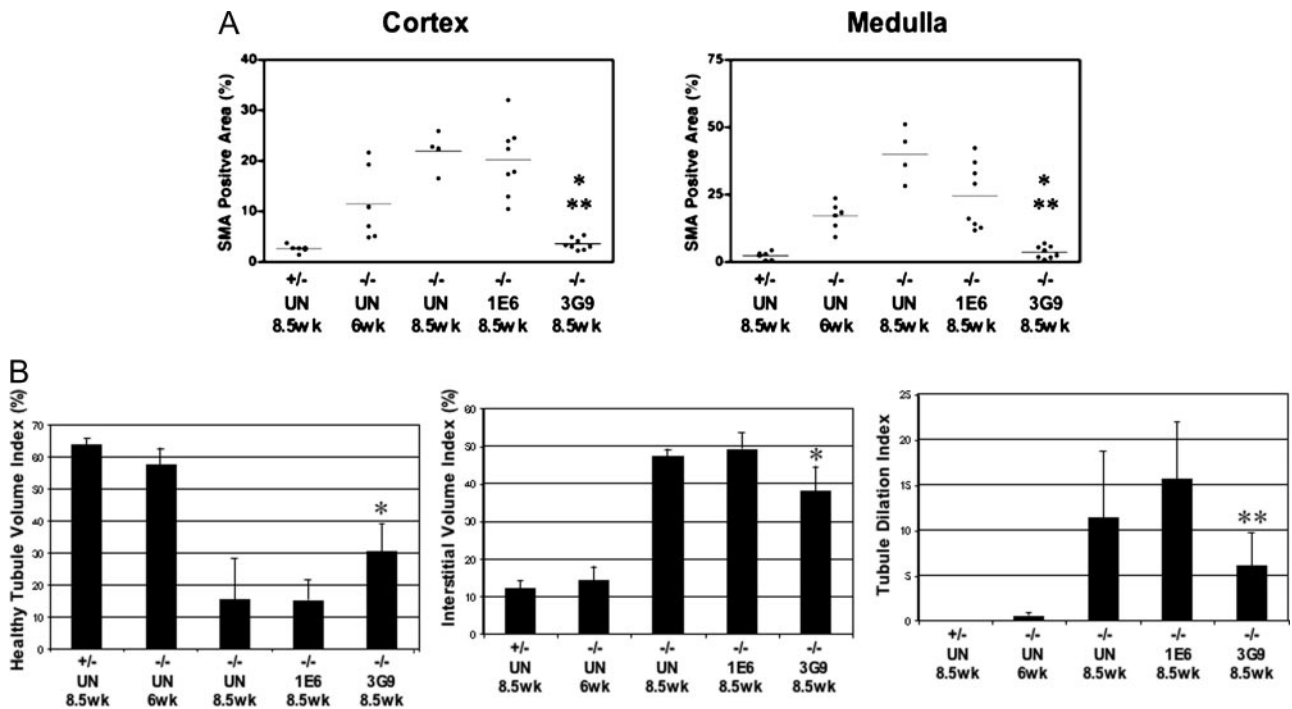 A
Cortex
Medulla
SMA Positve Area (%)
40
30
20
10
0
+/- -/- -/- -/- -/-
UN UN UN 1E6 3G9
8.5wk 6wk 8.5wk 8.5wk 8.5wk
*
**
SMA Positve Area (%)
75
50
25
0
+/- -/- -/- -/- -/-
UN UN UN 1E6 3G9
8.5wk 6wk 8.5wk 8.5wk 8.5wk
*
**
B
Healthy Tubule Volume Index (%)
70
60
50
40
30
20
10
0
*
+/- -/- -/- -/- -/-
UN UN UN 1E6 3G9
8.5wk 6wk 8.5wk 8.5wk 8.5wk
Interstitial Volume Index (%)
60
50
40
30
20
10
0
*
+/- -/- -/- -/- -/-
UN UN UN 1E6 3G9
8.5wk 6wk 8.5wk 8.5wk 8.5wk
Tubule Dilation Index
25
20
15
10
5
0
**
+/- -/- -/- -/- -/-
UN UN UN 1E6 3G9
8.5wk 6wk 8.5wk 8.5wk 8.5wk